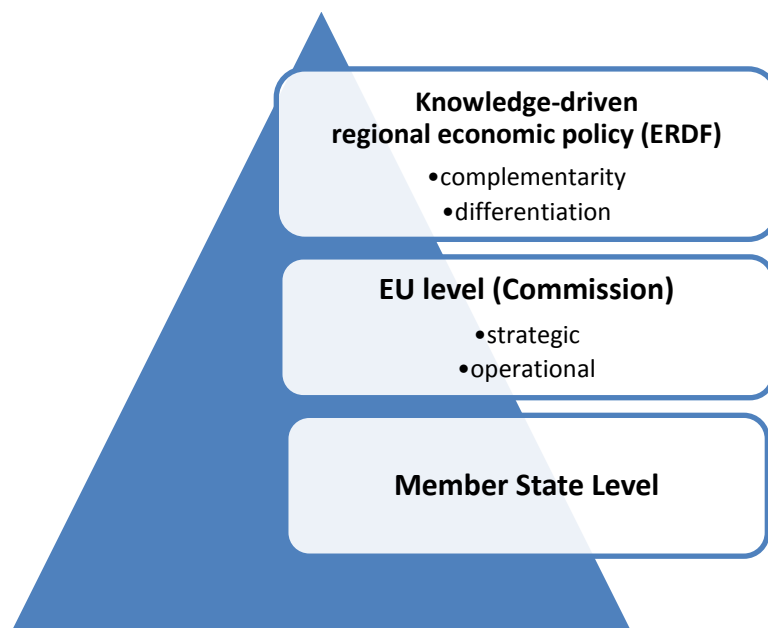 Knowledge-driven
regional economic policy (ERDF)
•complementarity
•differentiation
EU level (Commission)
•strategic
•operational
Member State Level